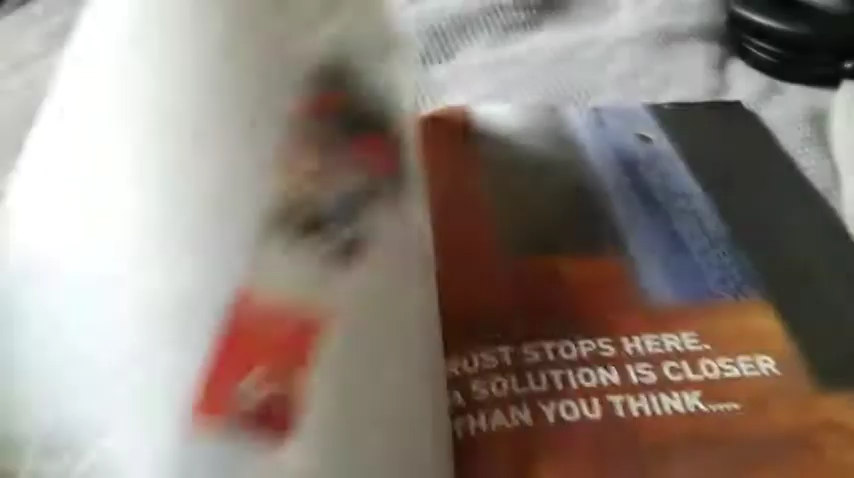 RUST STOPS HERE.
A SOLUTION IS CLOSER
THAN YOU THINK....